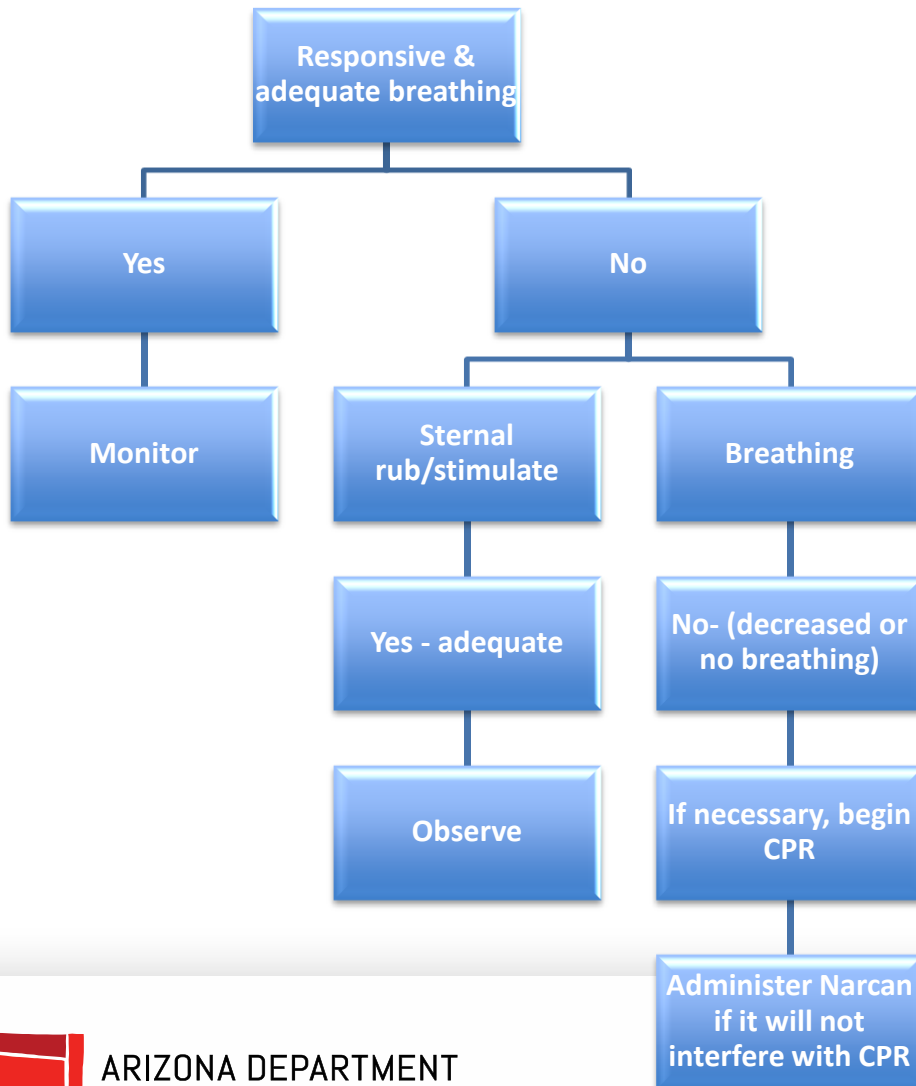 Responsive &
adequate breathing
Yes
No
Monitor
Sternal
rub/stimulate
Breathing
Yes - adequate
No- (decreased or
no breathing)
Observe
If necessary, begin
CPR
Administer Narcan
if it will not
interfere with CPR
ARIZONA DEPARTMENT